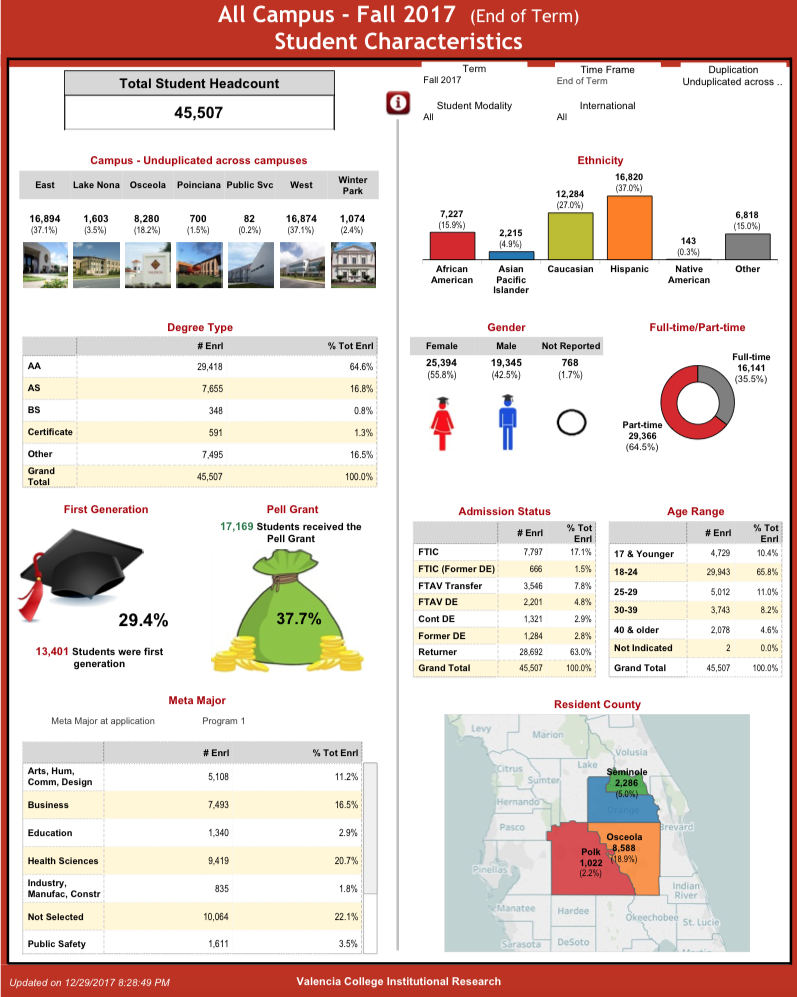 All Campus - Fall 2017 (End of Term)
Student Characteristics
Total Student Headcount
45,507
Term
Fall 2017
Time Frame
End of Term
Duplication
Unduplicated across ..
Student Modality
All
International
All
Campus - Unduplicated across campuses
East Lake Nona Osceola Poinciana Public Svc West Winter Park
16,894 1,603 8,280 700 82 16,874 1,074
(37.1%) (3.5%) (18.2%) (1.5%) (0.2%) (37.1%) (2.4%)
Ethnicity
7,227
(15.9%)
African
American
2,215
(4.9%)
Asian
Pacific
Islander
12,284
(27.0%)
Caucasian
16,820
(37.0%)
Hispanic
143
(0.3%)
Native
American
6,818
(15.0%)
Other
Degree Type
# Enrl % Tot Enrl
AA 29,418 64.6%
AS 7,655 16.8%
BS 348 0.8%
Certificate 591 1.3%
Other 7,495 16.5%
Grand
Total 45,507 100.0%
Gender
Female Male Not Reported
25,394 19,345 768
(55.8%) (42.5%) (1.7%)
Full-time/Part-time
Full-time
16,141
(35.5%)
Part-time
29,366
(64.5%)
First Generation
29.4%
13,401 Students were first
generation
Pell Grant
17,169 Students received the
Pell Grant
37.7%
Admission Status
# Enrl % Tot
Enrl
FTIC 7,797 17.1%
FTIC (Former DE) 666 1.5%
FTAV Transfer 3,546 7.8%
FTAV DE 2,201 4.8%
Cont DE 1,321 2.9%
Former DE 1,284 2.8%
Returner 28,692 63.0%
Grand Total 45,507 100.0%
Age Range
# Enrl % Tot
Enrl
17 & Younger 4,729 10.4%
18-24 29,943 65.8%
25-29 5,012 11.0%
30-39 3,743 8.2%
40 & older 2,078 4.6%
Not Indicated 2 0.0%
Grand Total 45,507 100.0%
Meta Major
Meta Major at application Program 1
# Enrl % Tot Enrl
Arts, Hum,
Comm, Design 5,108 11.2%
Business 7,493 16.5%
Education 1,340 2.9%
Health Sciences 9,419 20.7%
Industry,
Manufac, Constr 835 1.8%
Not Selected 10,064 22.1%
Public Safety 1,611 3.5%
Resident County
Levy
Marion
Volusia
Citrus
Lake
Sumter
Seminole
2,286
(5.0%)
Hernando
Orange
Pasco
Brevard
Osceola
8,588
(18.9%)
Polk
1,022
(2.2%)
Pinellas
Indian
River
Manatee
Hardee
Okeechobee
St. Lucie
Sarasota
DeSoto
Martin
Updated on 12/29/2017 8:28:49 PM
Valencia College Institutional Research